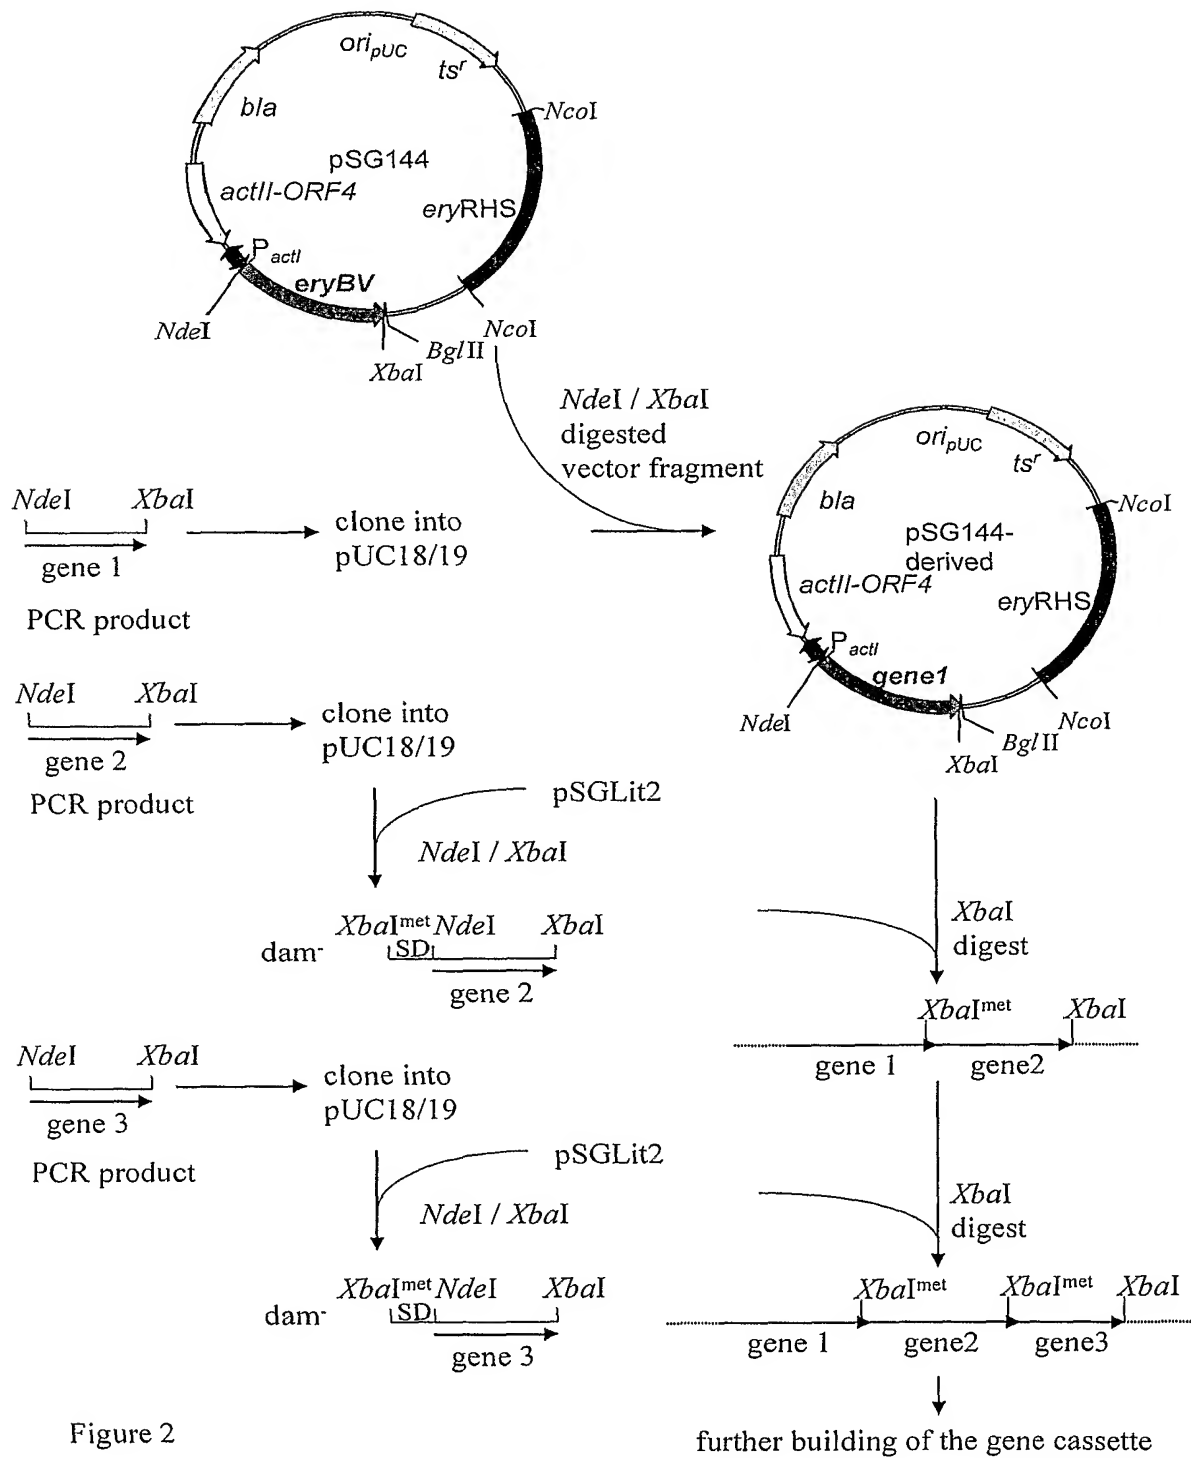 ori pUC
ts r
bla
NcoI
pSG144
actII-ORF4
eryRHS
P actI
eryBV
NdeI
NcoI
BglII
XbaI
NdeI / XbaI
digested
vector fragment
ori pUC
ts r
bla
NcoI
pSG144-
derived
actII-ORF4
eryRHS
P actI
gene1
NdeI
NcoI
BglII
XbaI
NdeI XbaI
gene 1
PCR product
clone into
pUC18/19
NdeI XbaI
gene 2
PCR product
clone into
pUC18/19
pSGLit2
NdeI / XbaI
XbaI met NdeI XbaI
dam-
SD
gene 2
XbaI
digest
XbaI met XbaI
gene 1 gene2
NdeI XbaI
gene 3
PCR product
clone into
pUC18/19
pSGLit2
NdeI / XbaI
XbaI met NdeI XbaI
dam-
SD
gene 3
XbaI
digest
XbaI met XbaI met XbaI
gene 1 gene2 gene3
Figure 2
further building of the gene cassette